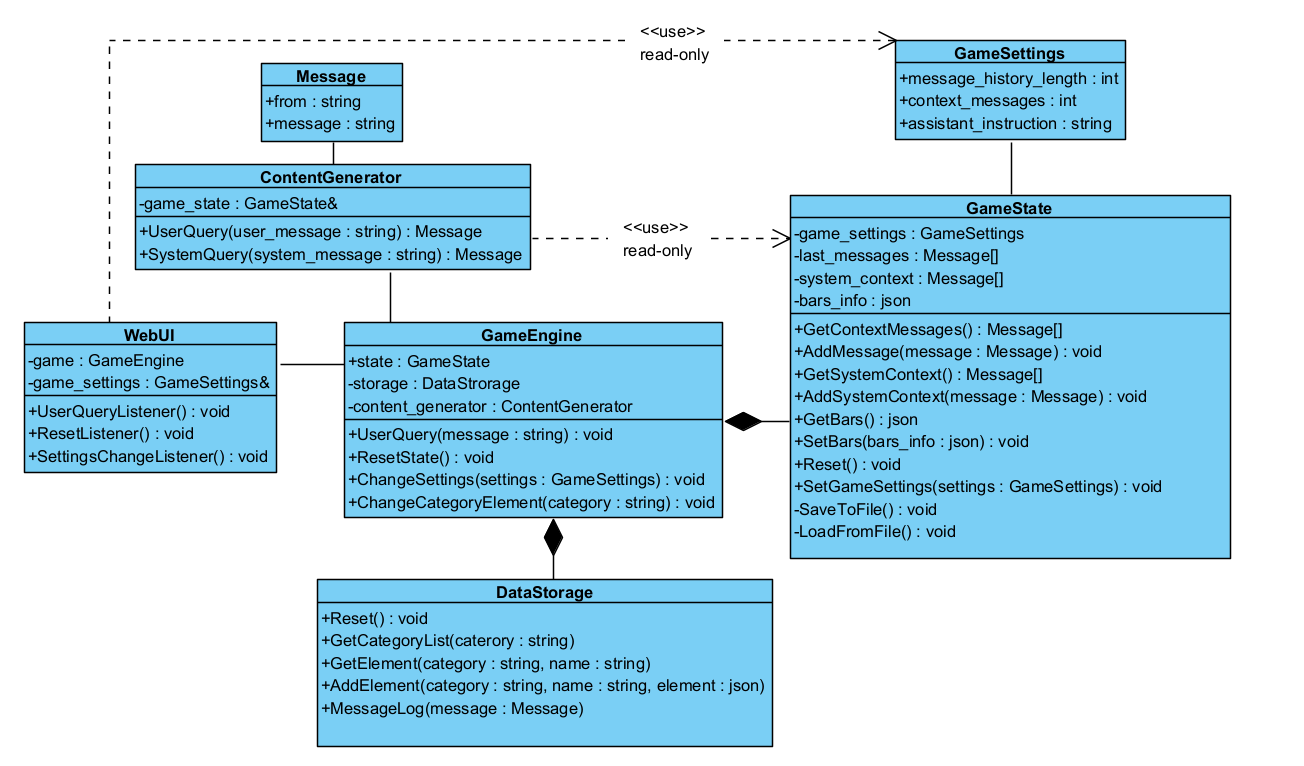 <<use>>
read-only
GameSettings
+message_history_length : int
+context_messages : int
+assistant_instruction : string
Message
+from : string
+message : string
ContentGenerator
-game_state : GameState&
+UserQuery(user_message : string) : Message
+SystemQuery(system_message : string) : Message
<<use>>
read-only
GameState
-game_settings : GameSettings
-last_messages : Message[]
-system_context : Message[]
-bars_info : json
+GetContextMessages() : Message[]
+AddMessage(message : Message) : void
+GetSystemContext() : Message[]
+AddSystemContext(message : Message) : void
+GetBars() : json
+SetBars(bars_info : json) : void
+Reset() : void
+SetGameSettings(settings : GameSettings) : void
-SaveToFile() : void
-LoadFromFile() : void
WebUI
-game : GameEngine
-game_settings : GameSettings&
+UserQueryListener() : void
+ResetListener() : void
+SettingsChangeListener() : void
GameEngine
+state : GameState
-storage : DataStrorage
-content_generator : ContentGenerator
+UserQuery(message : string) : void
+ResetState() : void
+ChangeSettings(settings : GameSettings) : void
+ChangeCategoryElement(category : string) : void
DataStorage
+Reset() : void
+GetCategoryList(caterory : string)
+GetElement(category : string, name : string)
+AddElement(category : string, name : string, element : json)
+MessageLog(message : Message)